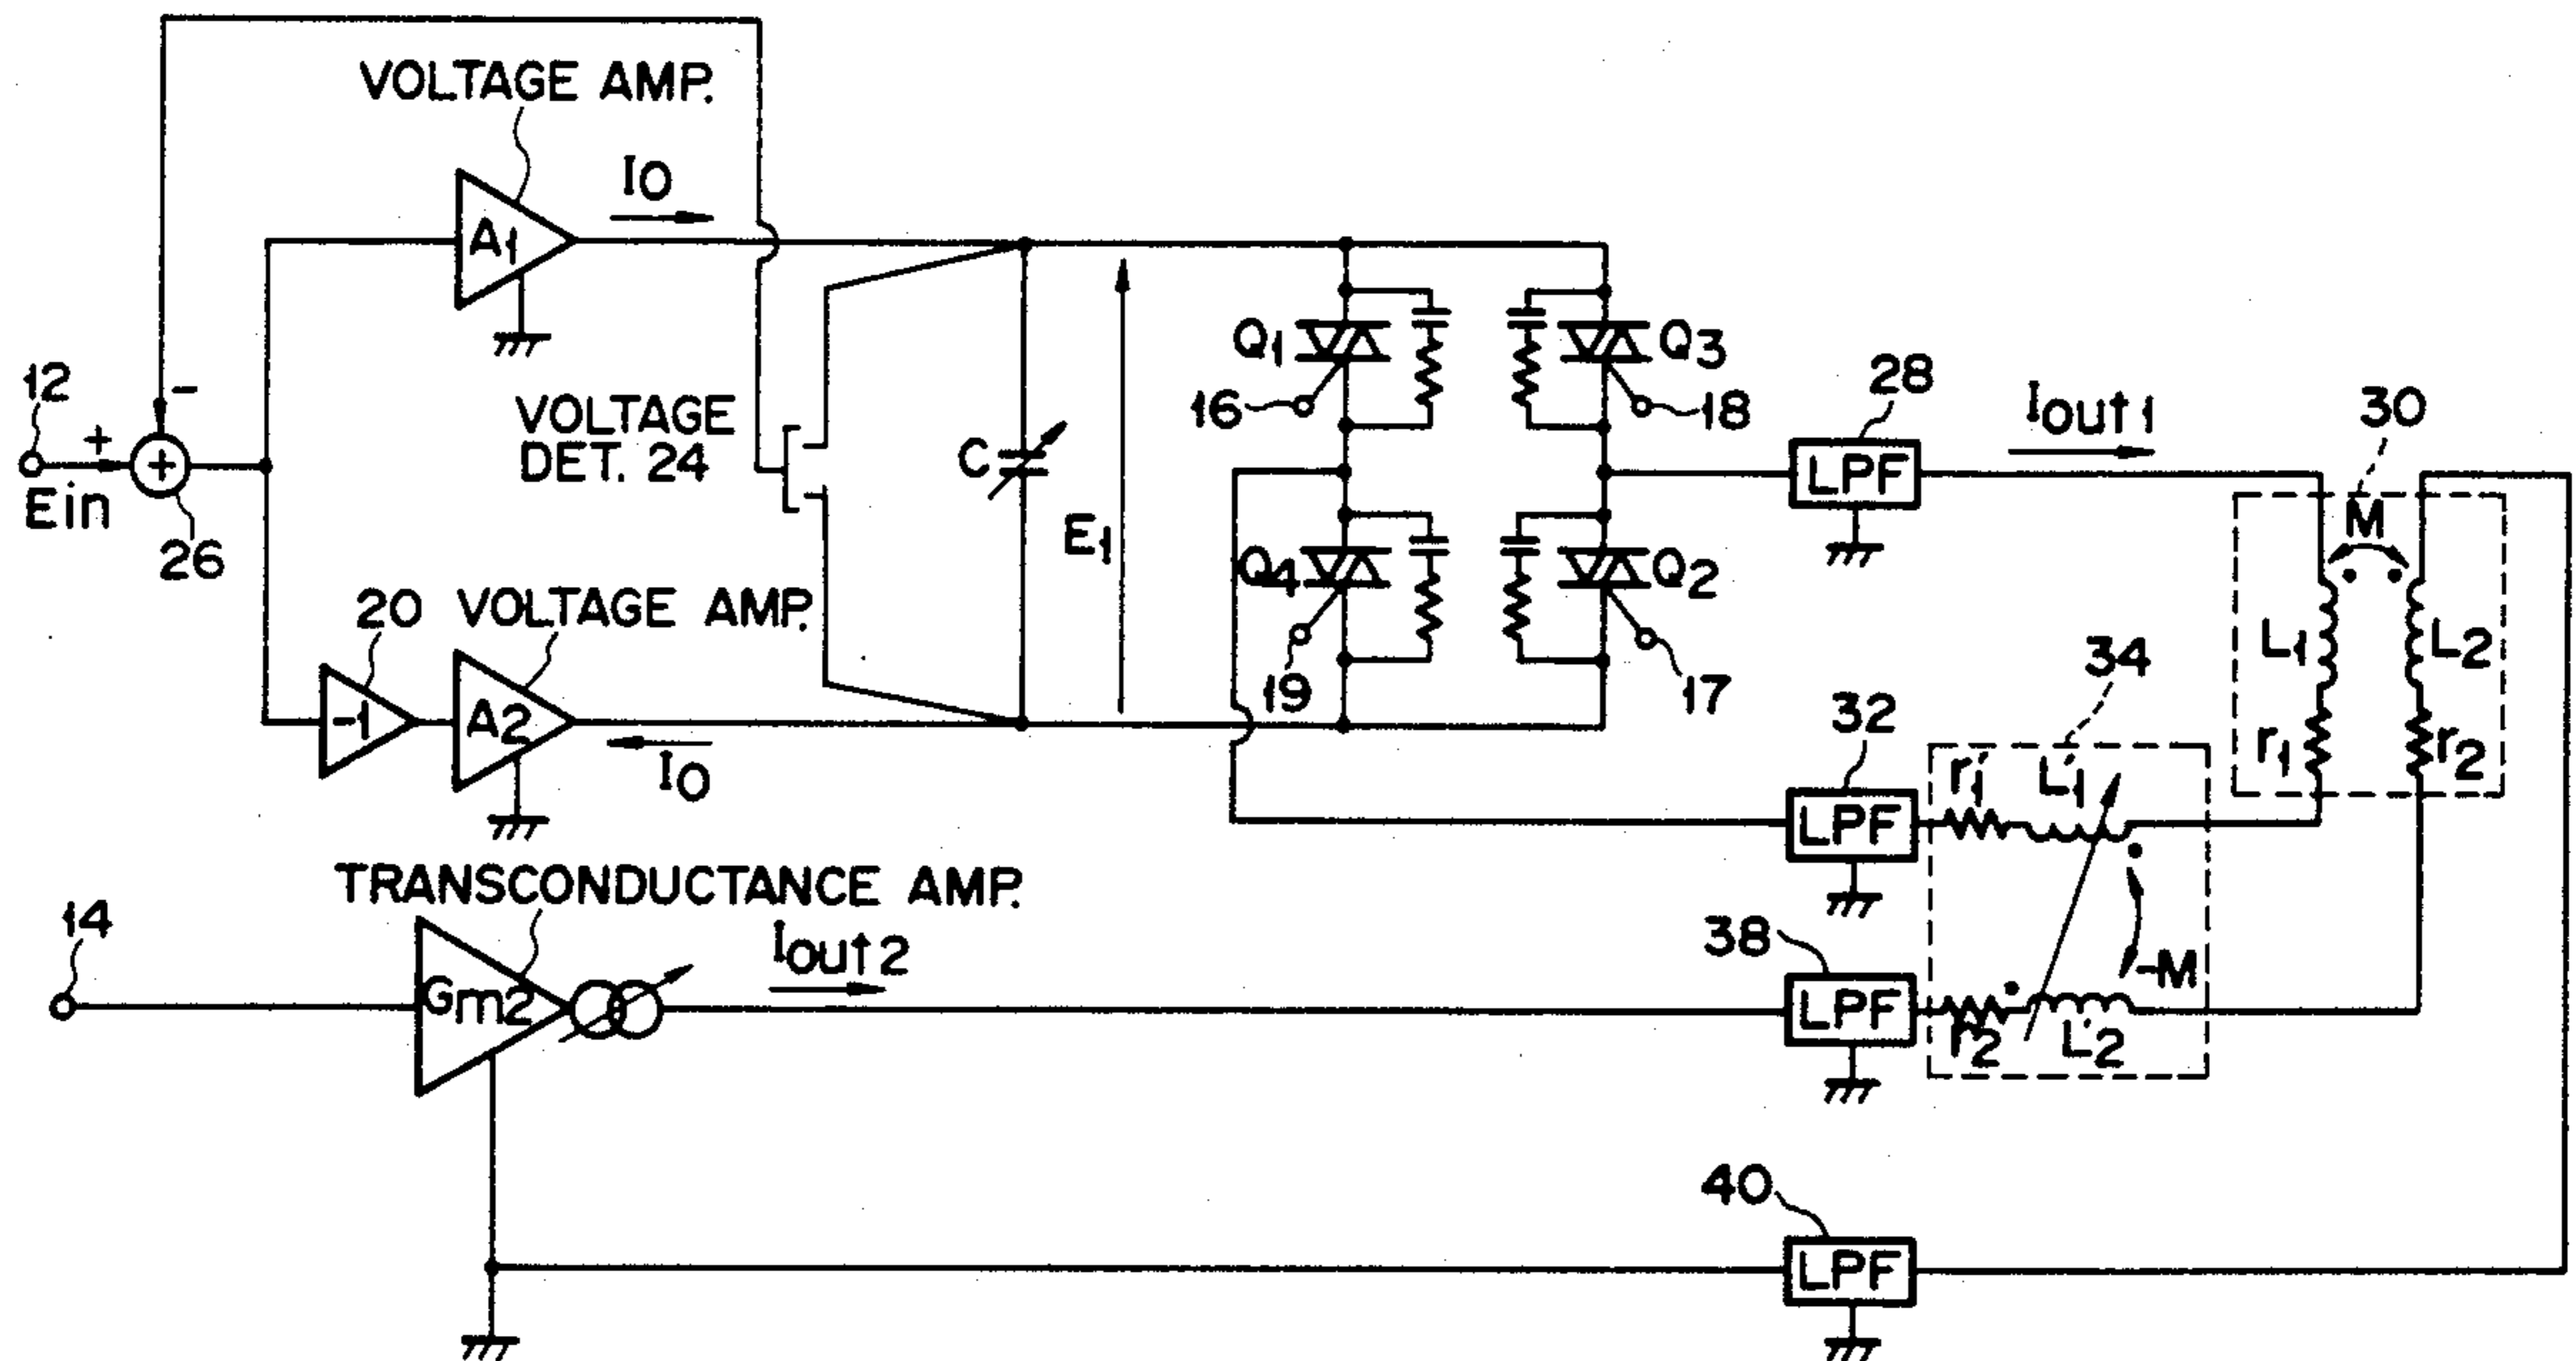 VOLTAGE AMP.
I0
A1
12
+
-
+
Ein
26
VOLTAGE
DET. 24
C
E1
Q1
16
Q3
18
Q4
19
Q2
17
28
LPF
Iout1
30
M
L1
L2
r1
r2
20
VOLTAGE AMP.
-1
A2
I0
32
LPF
34
r1'
L'1
-M
r'2
L'2
TRANSCONDUCTANCE AMP.
14
Gm2
Iout2
38
LPF
40
LPF